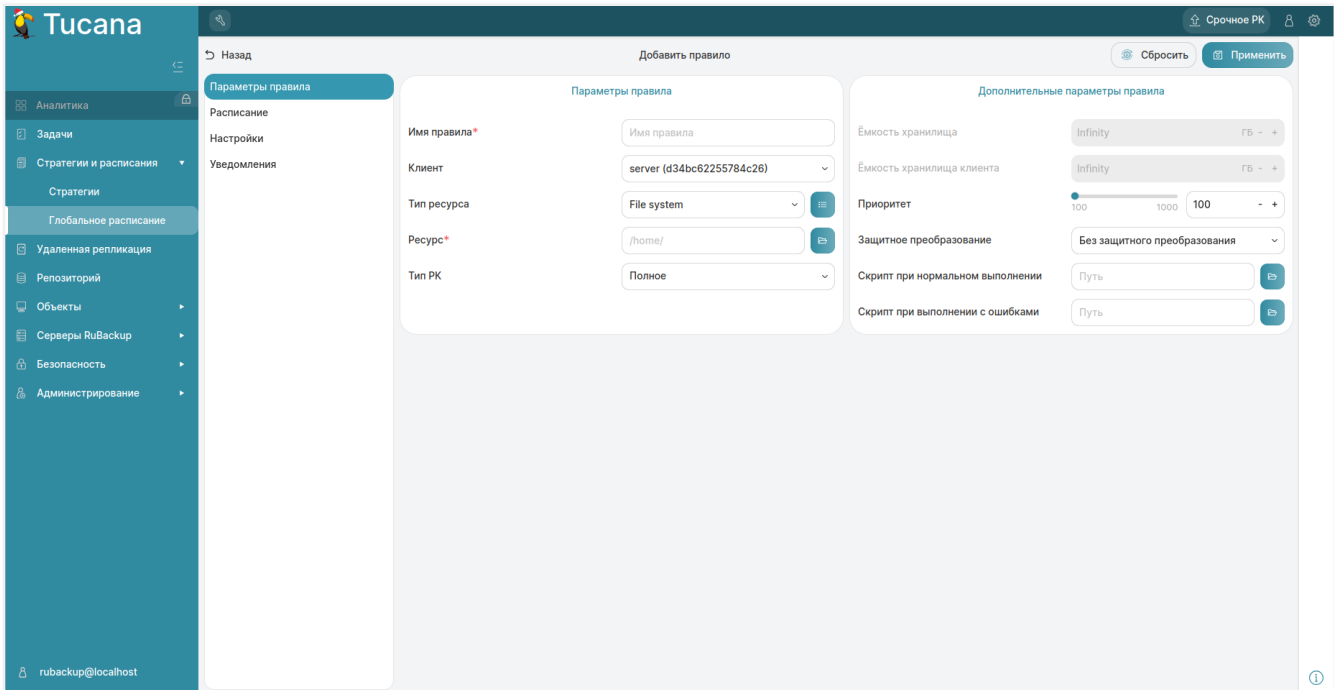 Tucana
Срочное РК
Назад
Добавить правило
Сбросить
Применить
Аналитика
Задачи
Стратегии и расписания
Стратегии
Глобальное расписание
Удаленная репликация
Репозиторий
Объекты
Серверы RuBackup
Безопасность
Администрирование
rubackup@localhost
Параметры правила
Расписание
Настройки
Уведомления
Параметры правила
Имя правила* Имя правила
Клиент server (d34bc62255784c26)
Тип ресурса File system
Ресурс* /home/
Тип РК Полное
Дополнительные параметры правила
Ёмкость хранилища Infinity ГБ - +
Ёмкость хранилища клиента Infinity ГБ - +
Приоритет 100 1000 100 - +
Защитное преобразование Без защитного преобразования
Скрипт при нормальном выполнении Путь
Скрипт при выполнении с ошибками Путь